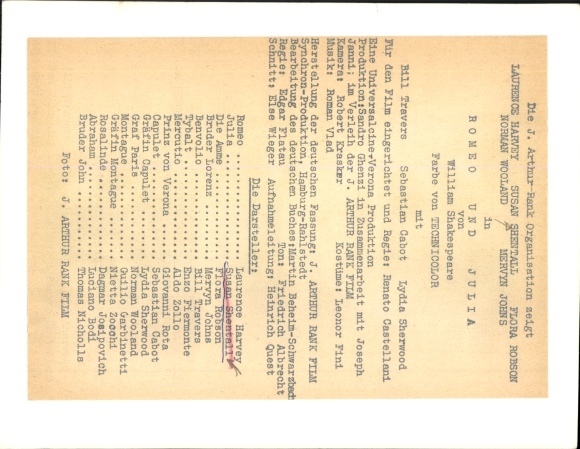 Die J. Arthur-Rank Organisation zeigt
LAURENCE HARVEY SUSAN SHENTALL FLORA ROBSON
NORMAN WOOLAND MERVYN JOHNS
in
ROMEO UND JULIA
von
William Shakespeare
Farbe von TECHNICOLOR
mit
Bill Travers Sebastian Cabot Lydia Sherwood
Für den Film eingerichtet und Regie: Renato Castellani
Eine Universalcine-Verona Produktion
Produktion:Sandro Ghenzi in Zusammenarbeit mit Joseph
Janni: im Verleih der J. ARTHUR RANK FILM
Kamera: Robert Krasker Kostüme: Leonor Fini
Musik: Roman Vlad
Herstellung der deutschen Fassung: J. ARTHUR RANK FILM
Synchron-Produktion, Hamburg-Rahlstedt
Bearbeitung des deutschen Buches:Martin Beheim-Schwarzbach
Regie: Edgar Flatau Ton: Friedrich Albrecht
Schnitt: Else Wieger Aufnahmeleitung: Heinrich Quest
Die Darsteller:
Romeo .................... Laurence Harvey
Julia .................... Susan Shentall
Die Amme ................. Flora Robson
Bruder Lorenz ............ Mervyn Johns
Benvolio ................. Bill Travers
Tybalt ................... Enzo Fiermonte
Mercutio ................. Aldo Zollo
Prinz von Verona ......... Giovanni Rota
Capulet .................. Sebastian Cabot
Gräfin Capulet ........... Lydia Sherwood
Graf Paris ............... Norman Wooland
Montague ................. Guilio Garbinetti
Gräfin Montague .......... Nietta Zocchi
Rosalinde ................ Dagmar Josipovich
Abraham .................. Luciano Bodi
Bruder John .............. Thomas Nicholls
Foto: J. ARTHUR RANK FILM